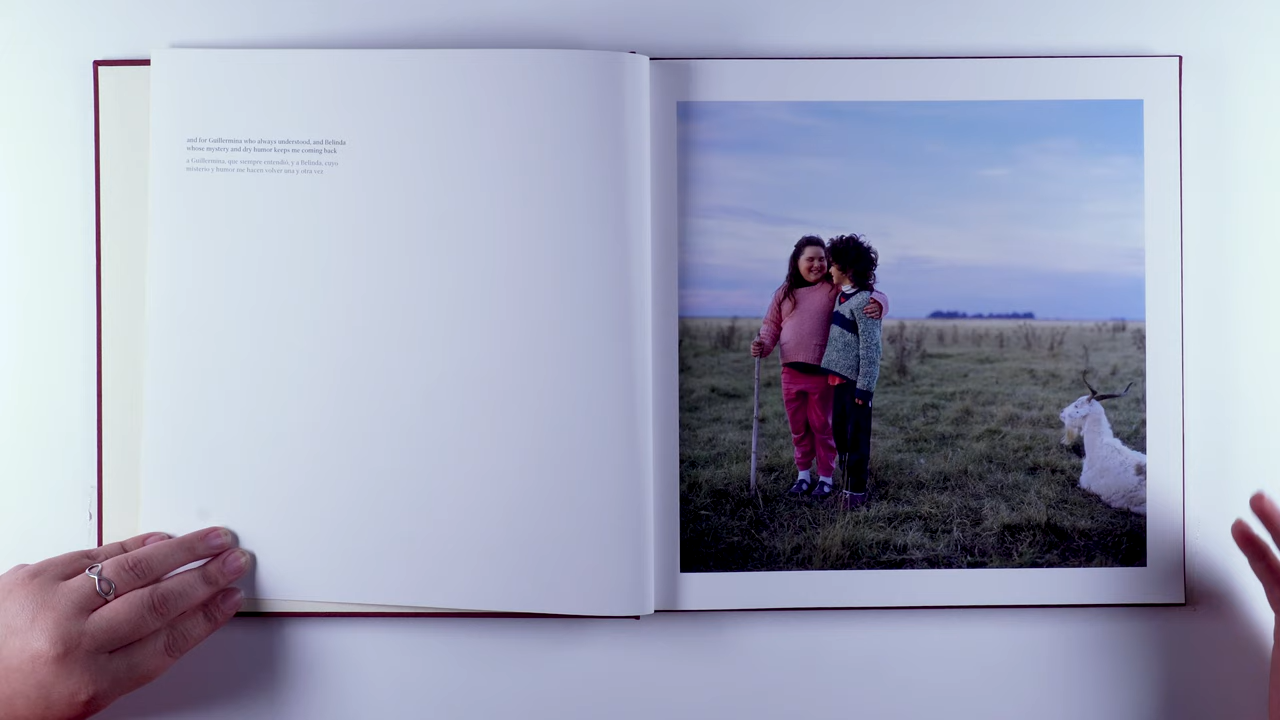 and for Guillermina who always understood, and Belinda
whose mystery and dry humor keeps me coming back
a Guillermina, que siempre entendió, y a Belinda, cuyo
misterio y humor me hacen volver una y otra vez